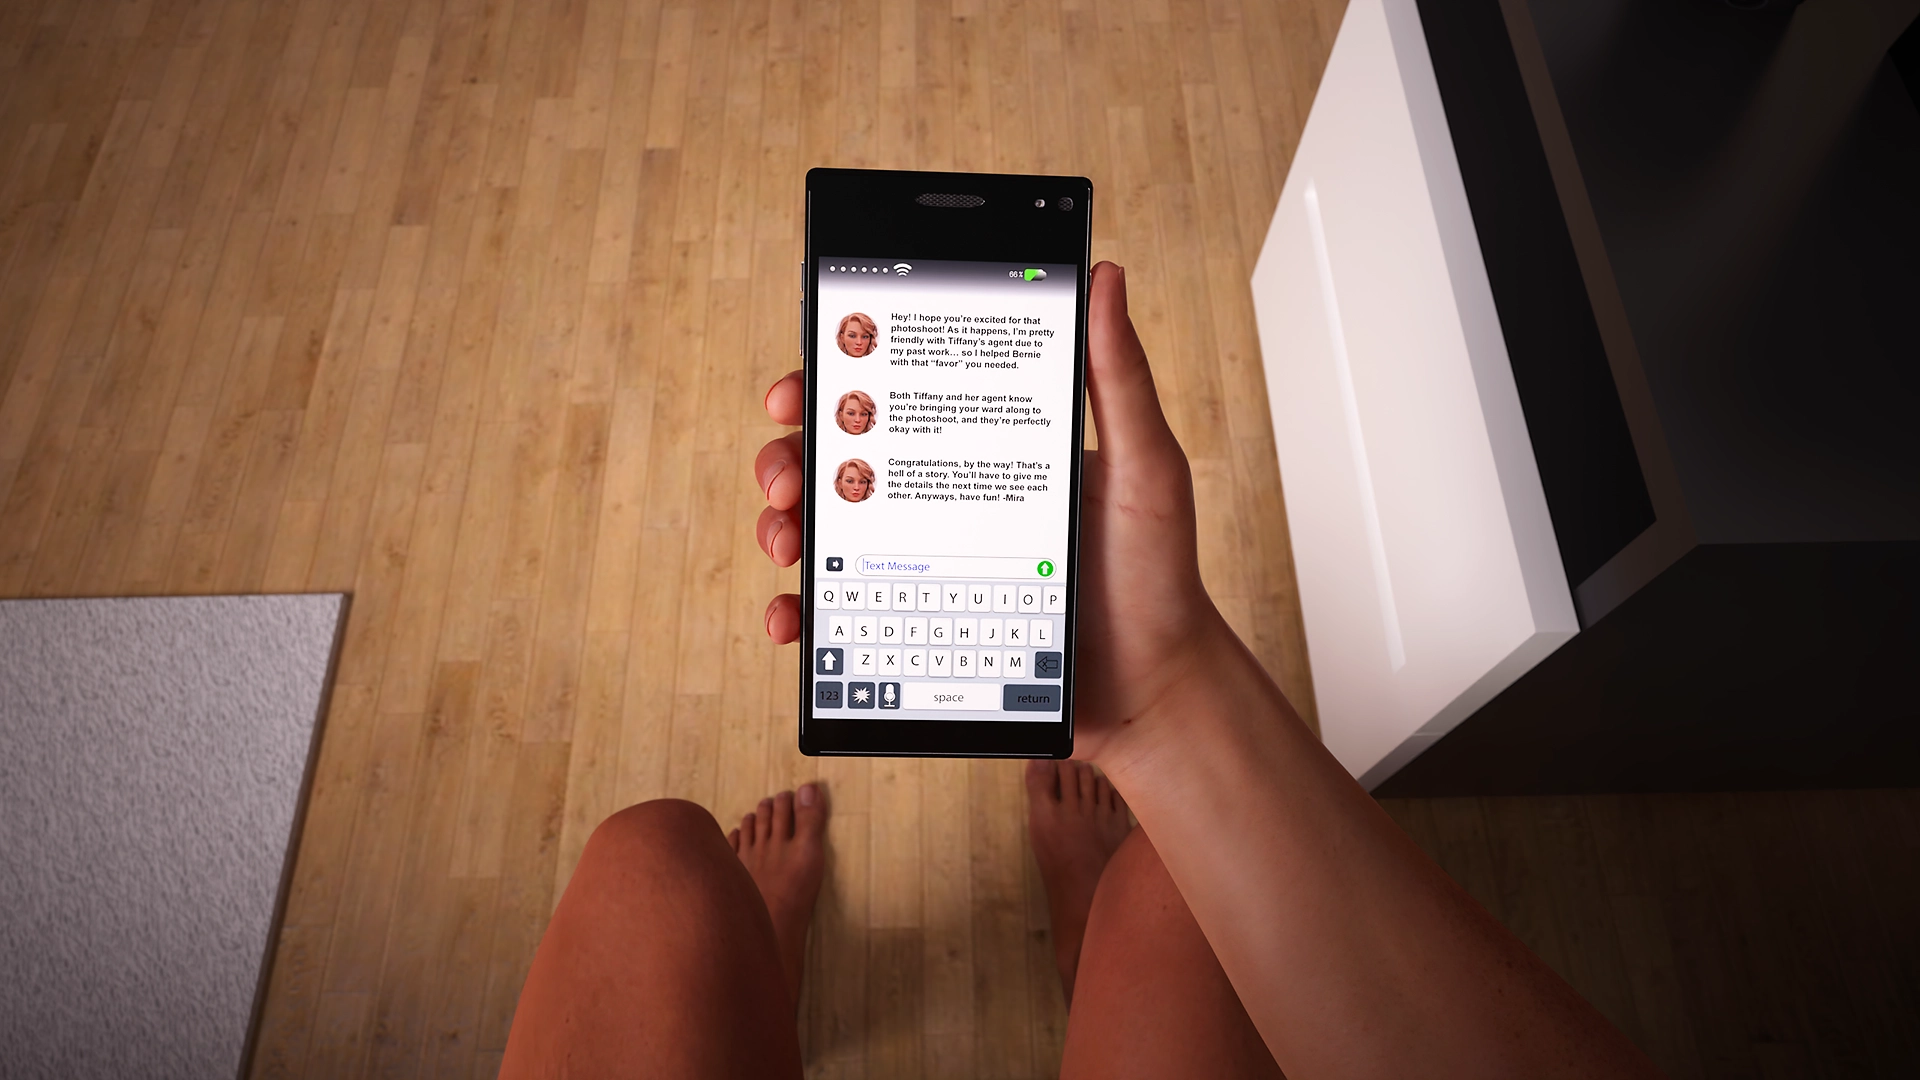 66%
Hey! I hope you're excited for that
photoshoot! As it happens, I'm pretty
friendly with Tiffany's agent due to
my past work... so I helped Bernie
with that “favor” you needed.
Both Tiffany and her agent know
you're bringing your ward along to
the photoshoot, and they're perfectly
okay with it!
Congratulations, by the way! That's a
hell of a story. You'll have to give me
the details the next time we see each
other. Anyways, have fun! -Mira
Text Message
Q W E R T Y U I O P
A S D F G H J K L
Z X C V B N M
123 space return